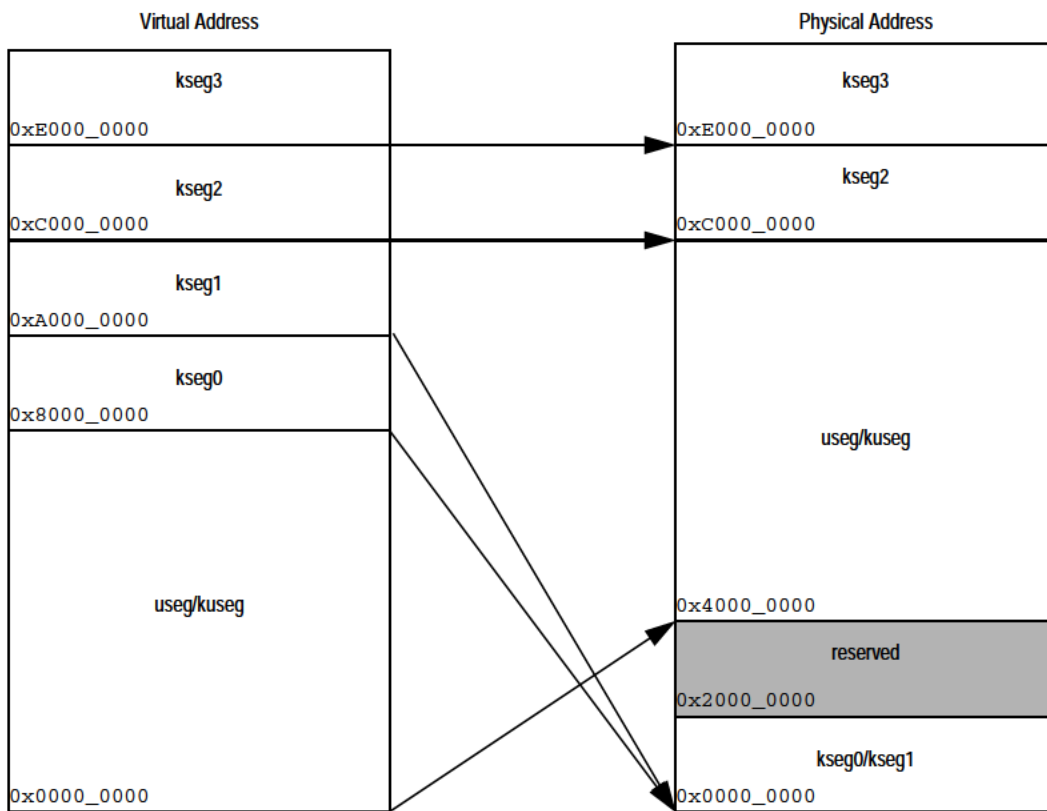 Virtual Address
kseg3
0xE000_0000
kseg2
0xC000_0000
kseg1
0xA000_0000
kseg0
0x8000_0000
useg/kuseg
0x0000_0000
Physical Address
kseg3
0xE000_0000
kseg2
0xC000_0000
useg/kuseg
0x4000_0000
reserved
0x2000_0000
kseg0/kseg1
0x0000_0000